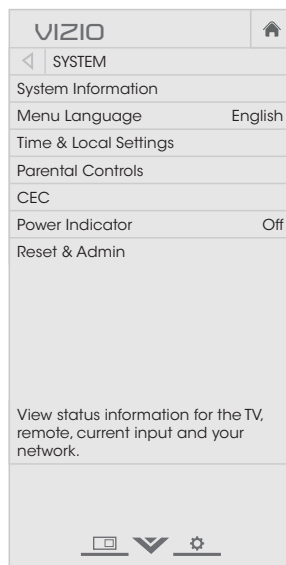 VIZIO
SYSTEM
System Information
Menu Language English
Time & Local Settings
Parental Controls
CEC
Power Indicator Off
Reset & Admin
View status information for the TV,
remote, current input and your
network.